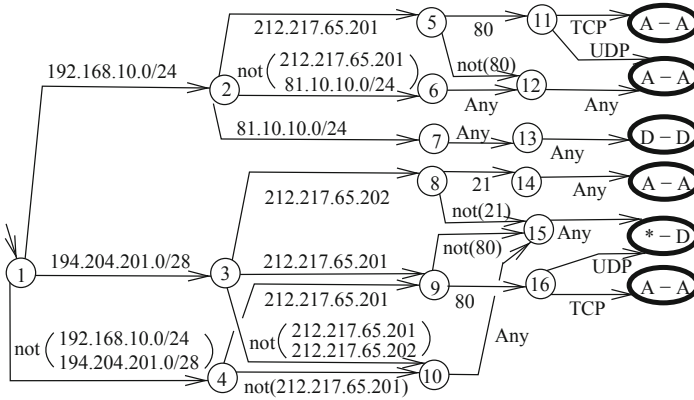 212.217.65.201
5
80
11
TCP
A − A
UDP
192.168.10.0/24
2
not(212.217.65.201
81.10.10.0/24)
6
not(80)
12
Any
Any
A − A
81.10.10.0/24
7
Any
13
Any
D − D
212.217.65.202
8
21
14
Any
A − A
not(21)
15
Any
* − D
1
194.204.201.0/28
3
212.217.65.201
not(80)
9
80
16
UDP
TCP
A − A
212.217.65.201
not(192.168.10.0/24
194.204.201.0/28)
4
not(212.217.65.201
212.217.65.202)
10
Any
not(212.217.65.201)